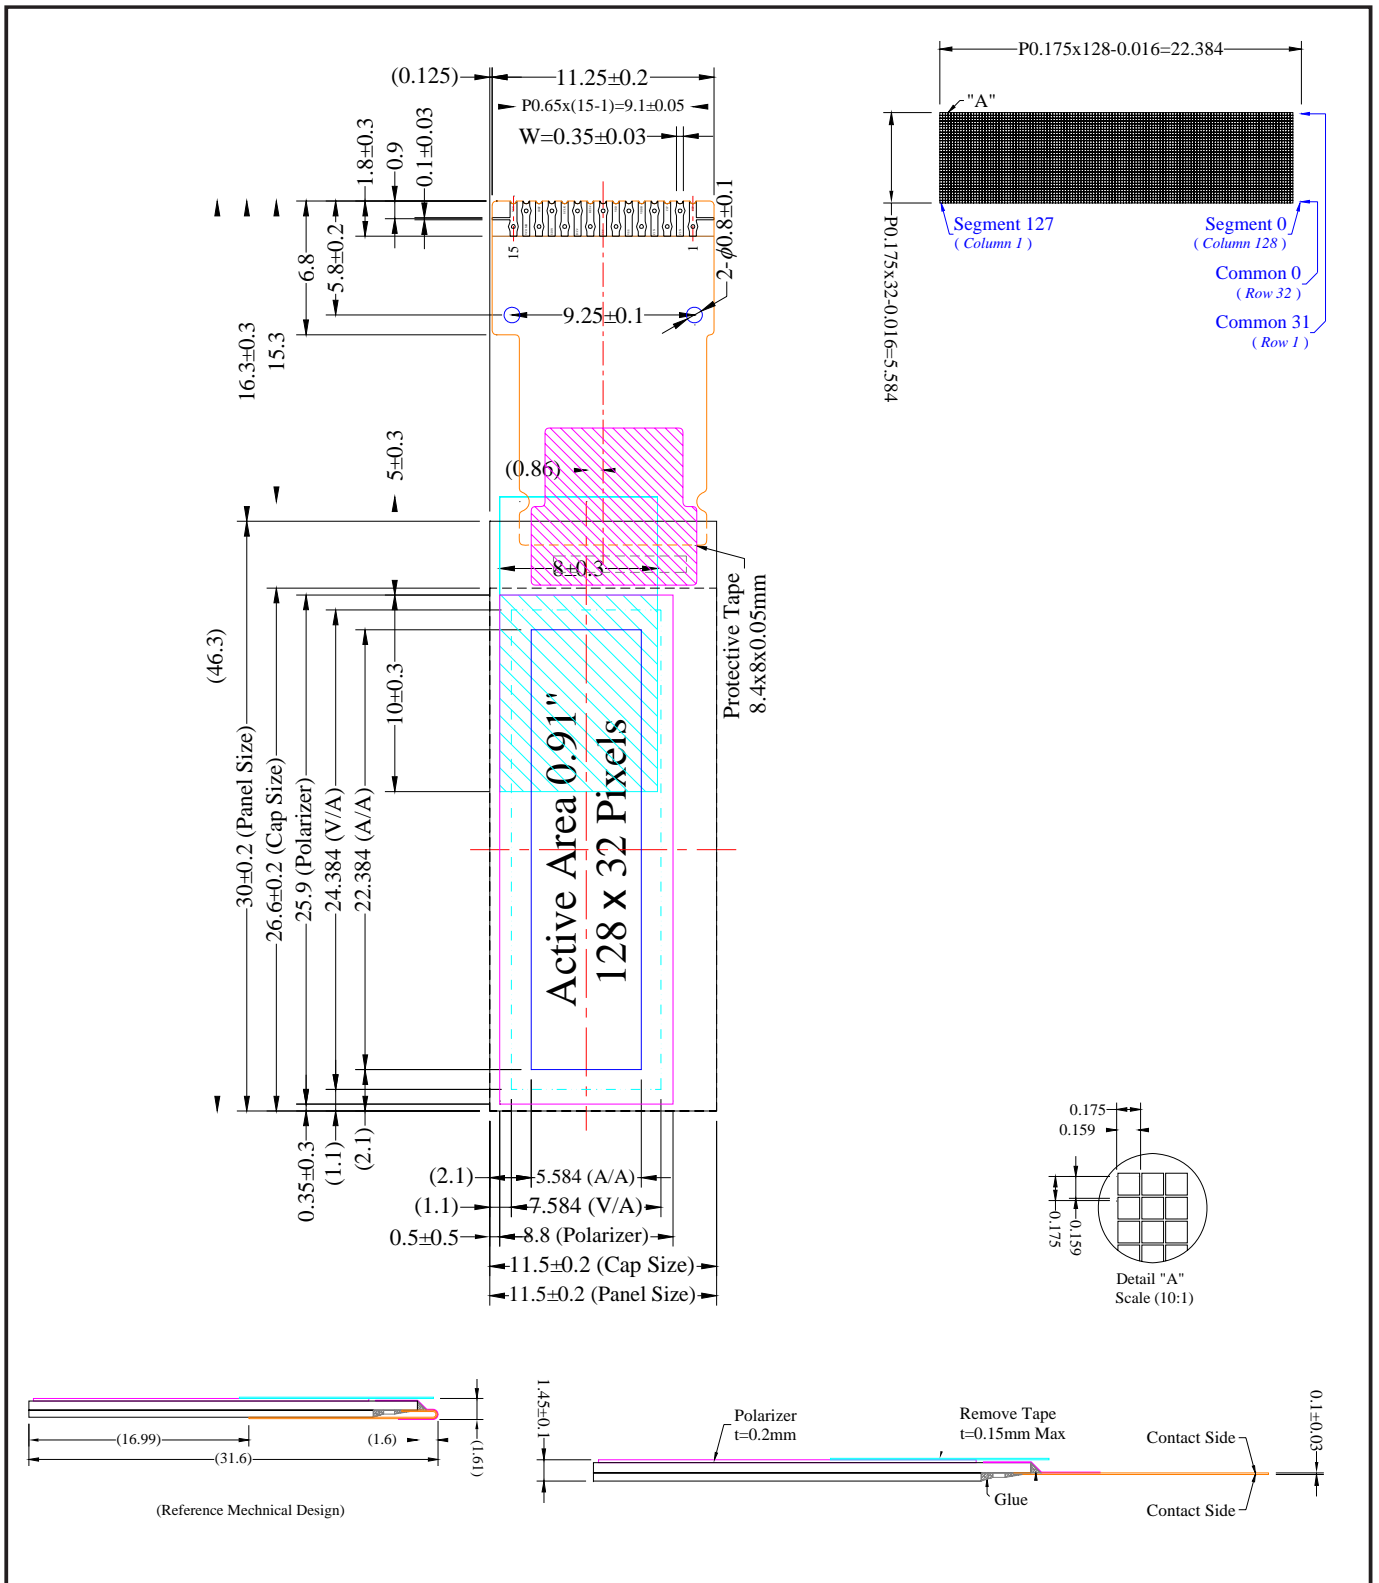 (0.125)
11.25±0.2
P0.65x(15-1)=9.1±0.05
W=0.35±0.03
1.8±0.3
0.9
0.1±0.03
2-ϕ0.8±0.1
15
1
6.8
5.8±0.2
9.25±0.1
16.3±0.3
15.3
5±0.3
(0.86)
8±0.3
Protective Tape
8.4x8x0.05mm
(46.3)
10±0.3
30±0.2 (Panel Size)
26.6±0.2 (Cap Size)
25.9 (Polarizer)
24.384 (V/A)
22.384 (A/A)
Active Area 0.91"
128 x 32 Pixels
0.35±0.3
(1.1)
(2.1)
(2.1)
5.584 (A/A)
(1.1)
7.584 (V/A)
0.5±0.5
8.8 (Polarizer)
11.5±0.2 (Cap Size)
11.5±0.2 (Panel Size)
P0.175x128-0.016=22.384
"A"
P0.175x32-0.016=5.584
Segment 127
( Column 1 )
Segment 0
( Column 128 )
Common 0
( Row 32 )
Common 31
( Row 1 )
0.175
0.159
0.175
0.159
Detail "A"
Scale (10:1)
(16.99)
(1.6)
(31.6)
(1.61)
(Reference Mechnical Design)
1.45±0.1
Polarizer
t=0.2mm
Remove Tape
t=0.15mm Max
Glue
Contact Side
Contact Side
0.1±0.03